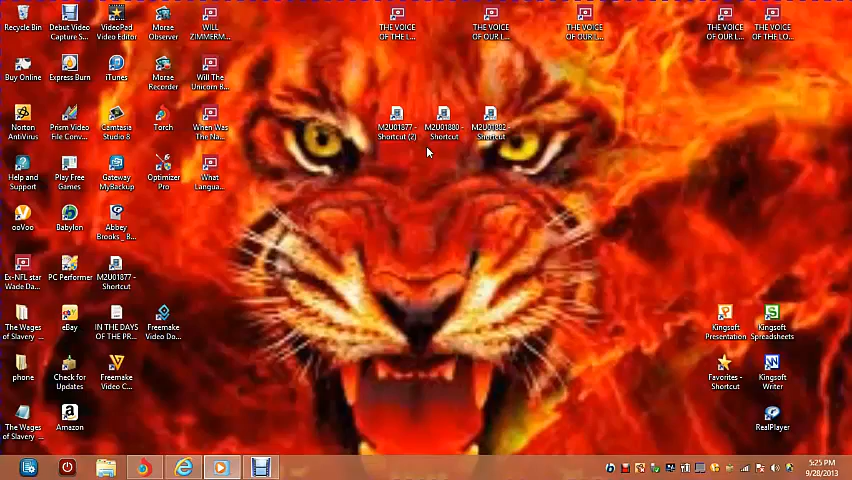 Recycle Bin
Debut Video
Capture S...
VideoPad
Video Editor
Morae
Observer
WILL
ZIMMERM...
THE VOICE
OF THE L...
THE VOICE
OF OUR L...
THE VOICE
OF OUR L...
THE VOICE
OF OUR L...
THE VOICE
OF THE LO...
Buy Online
Express Burn
iTunes
Morae
Recorder
Will The
Unicorn B...
Norton
AntiVirus
Prism Video
File Conv...
Camtasia
Studio 8
Torch
When Was
The Na...
M2U01877 -
Shortcut (2)
M2U01880 -
Shortcut
M2U01882 -
Shortcut
Help and
Support
Play Free
Games
Gateway
MyBackup
Optimizer
Pro
What
Langua...
ooVoo
Babylon
Abbey
Brooks_ B...
Ex-NFL star
Wade Da...
PC Performer
M2U01877 -
Shortcut
The Wages
of Slavery ...
eBay
IN THE DAYS
OF THE PR...
Freemake
Video Do...
Kingsoft
Presentation
Kingsoft
Spreadsheets
phone
Check for
Updates
Freemake
Video C...
Favorites -
Shortcut
Kingsoft
Writer
The Wages
of Slavery ...
Amazon
RealPlayer
5:25 PM
9/28/2013